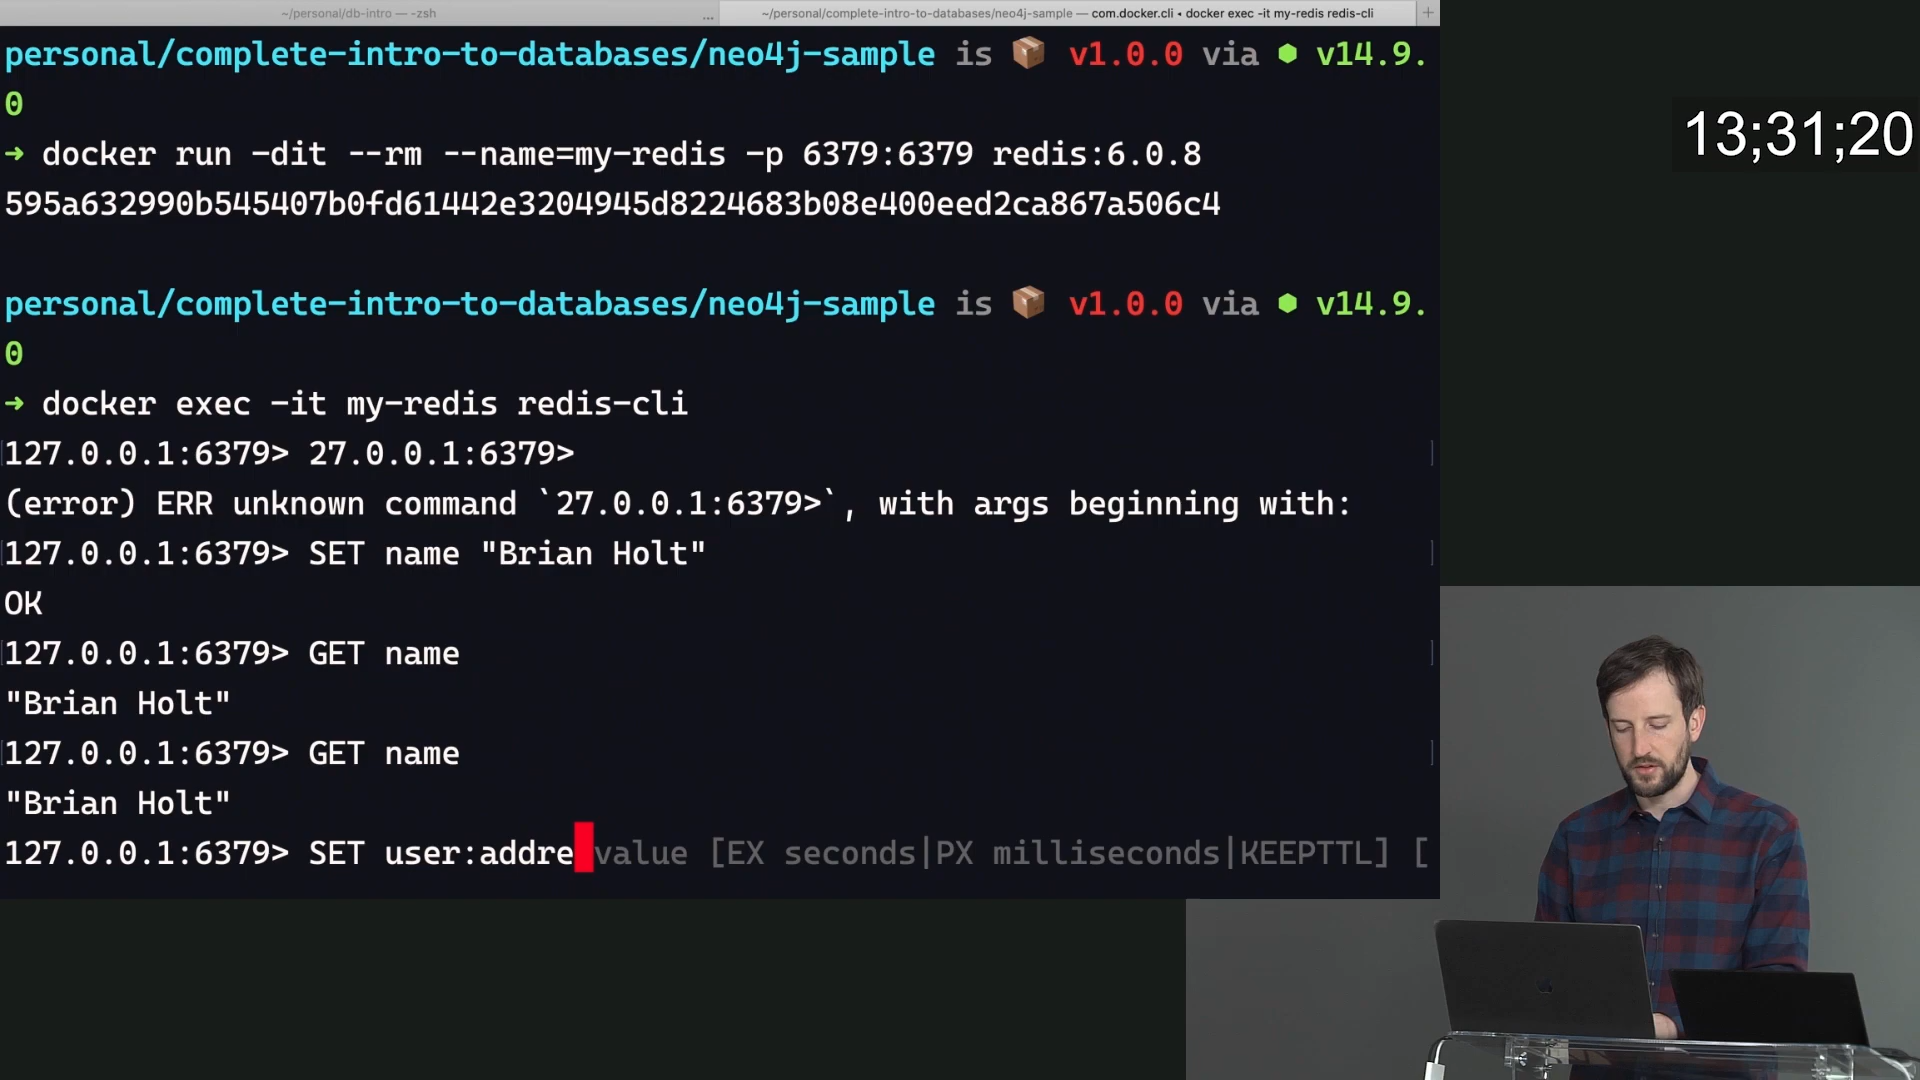 ~/personal/db-intro — -zsh
...
~/personal/complete-intro-to-databases/neo4j-sample — com.docker.cli ◂ docker exec -it my-redis redis-cli
+
personal/complete-intro-to-databases/neo4j-sample is 📦 v1.0.0 via ⬢ v14.9.
0
13;31;20
➜ docker run -dit --rm --name=my-redis -p 6379:6379 redis:6.0.8
595a632990b545407b0fd61442e3204945d8224683b08e400eed2ca867a506c4
personal/complete-intro-to-databases/neo4j-sample is 📦 v1.0.0 via ⬢ v14.9.
0
➜ docker exec -it my-redis redis-cli
127.0.0.1:6379> 27.0.0.1:6379>
(error) ERR unknown command `27.0.0.1:6379>`, with args beginning with:
127.0.0.1:6379> SET name "Brian Holt"
OK
127.0.0.1:6379> GET name
"Brian Holt"
127.0.0.1:6379> GET name
"Brian Holt"
127.0.0.1:6379> SET user:addre value [EX seconds|PX milliseconds|KEEPTTL] [